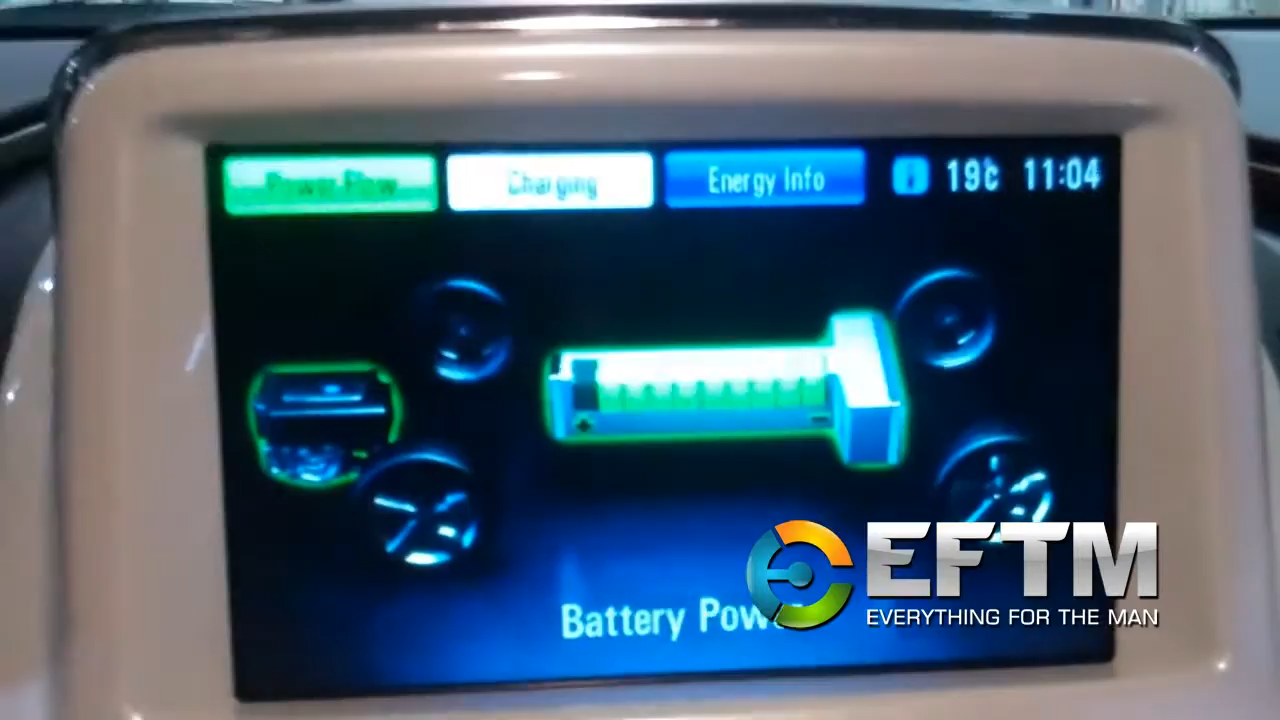 Power Flow
Charging
Energy Info
19c 11:04
Battery Pow
EFTM
EVERYTHING FOR THE MAN